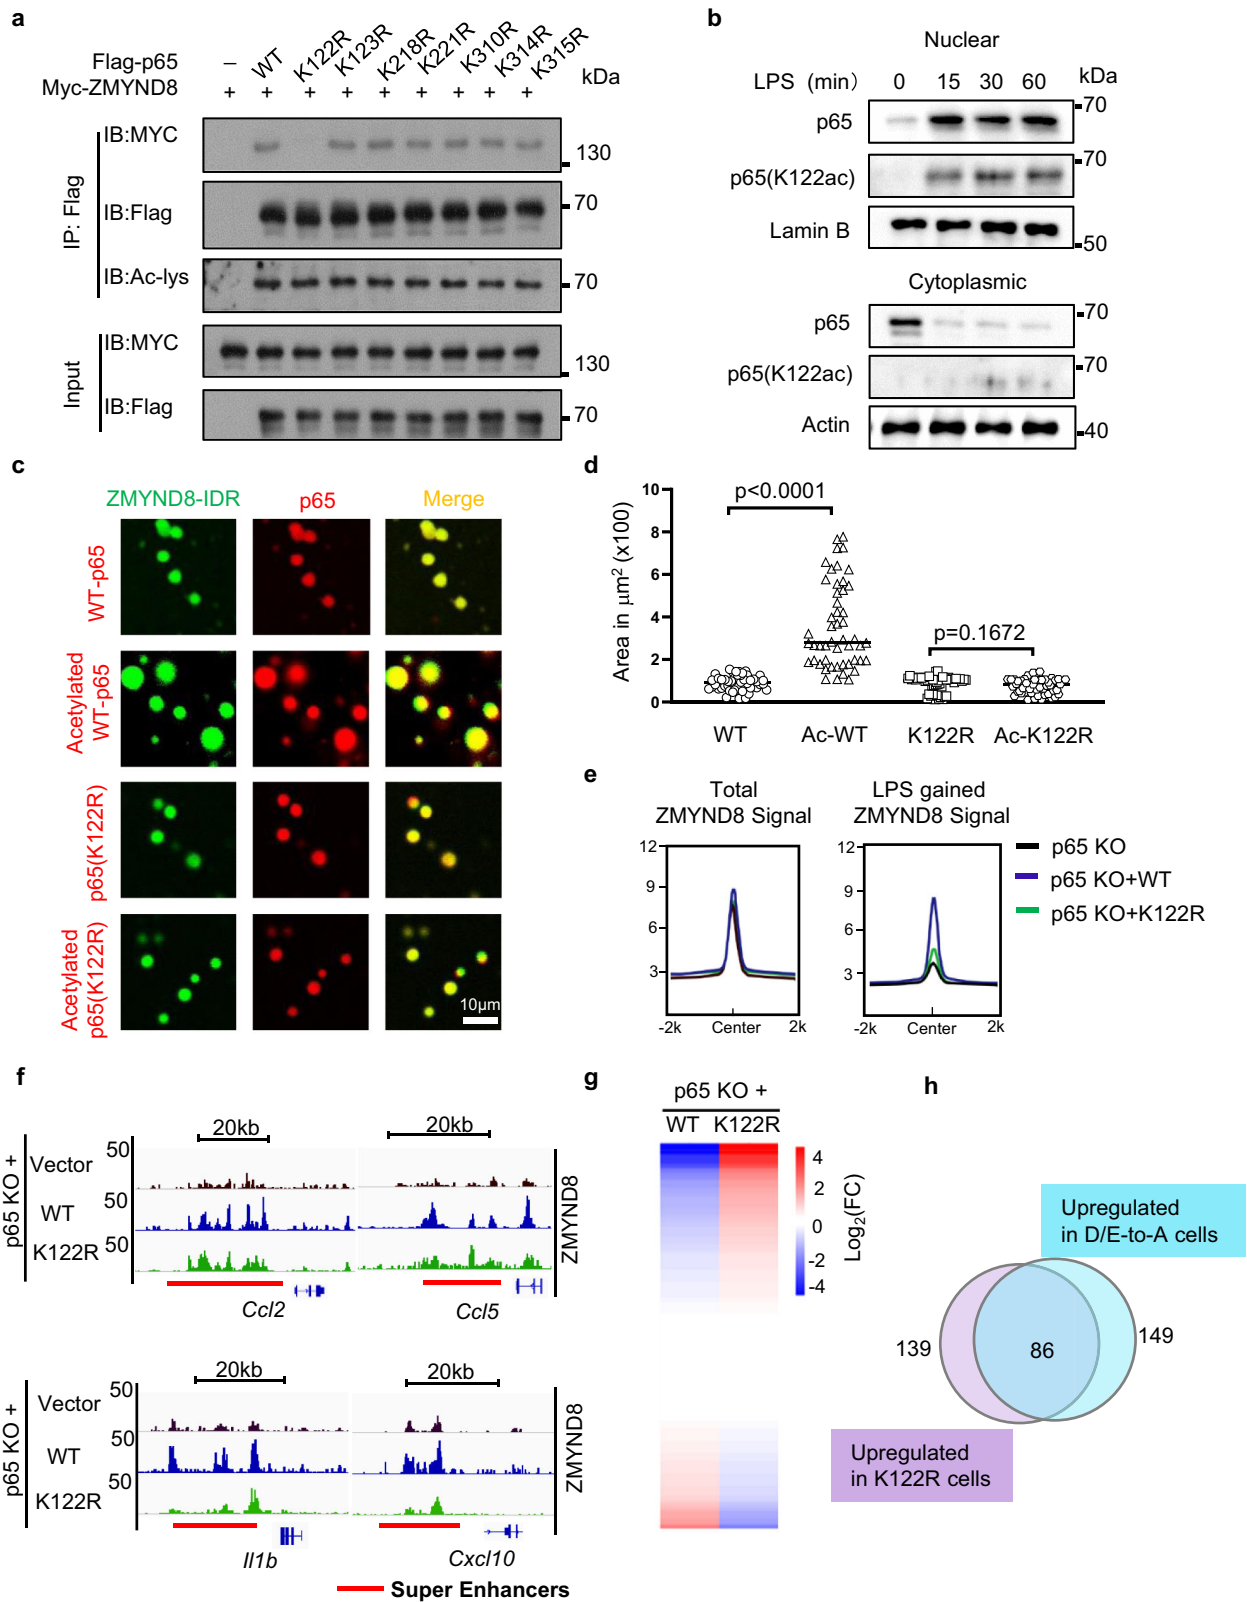 a
Flag-p65
– WT K122R K123R K218R K221R K310R K314R K315R
kDa
Myc-ZMYND8
+ + + + + + + + +
IP: Flag
IB:MYC
130
IB:Flag
70
IB:Ac-lys
70
Input
IB:MYC
130
IB:Flag
70
b
Nuclear
LPS (min) 0 15 30 60 kDa
p65
70
p65(K122ac)
70
Lamin B
50
Cytoplasmic
p65
70
p65(K122ac)
70
Actin
40
c
ZMYND8-IDR p65 Merge
WT-p65
Acetylated
WT-p65
p65(K122R)
Acetylated
p65(K122R)
10µm
d
Area in µm² (x100)
10
8
6
4
2
0
p<0.0001
p=0.1672
WT Ac-WT K122R Ac-K122R
e
Total
ZMYND8 Signal
12
9
6
3
-2k Center 2k
LPS gained
ZMYND8 Signal
12
9
6
3
-2k Center 2k
p65 KO
p65 KO+WT
p65 KO+K122R
f
p65 KO +
20kb 20kb
Vector 50
WT 50
K122R 50
ZMYND8
Ccl2 Ccl5
p65 KO +
20kb 20kb
Vector 50
WT 50
K122R 50
ZMYND8
Il1b Cxcl10
Super Enhancers
g
p65 KO +
WT K122R
4
2
0
-2
-4
Log₂(FC)
h
Upregulated
in D/E-to-A cells
139 86 149
Upregulated
in K122R cells